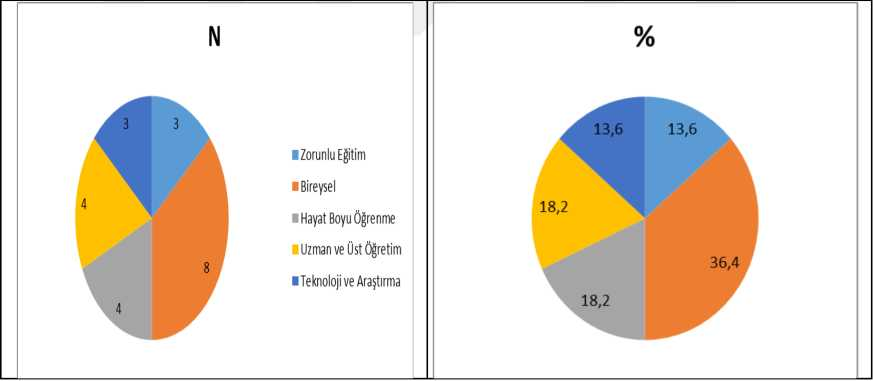 N
3
3
4
8
4
Zorunlu Eğitim
Bireysel
Hayat Boyu Öğrenme
Uzman ve Üst Öğretim
Teknoloji ve Araştırma
%
13,6
13,6
18,2
36,4
18,2